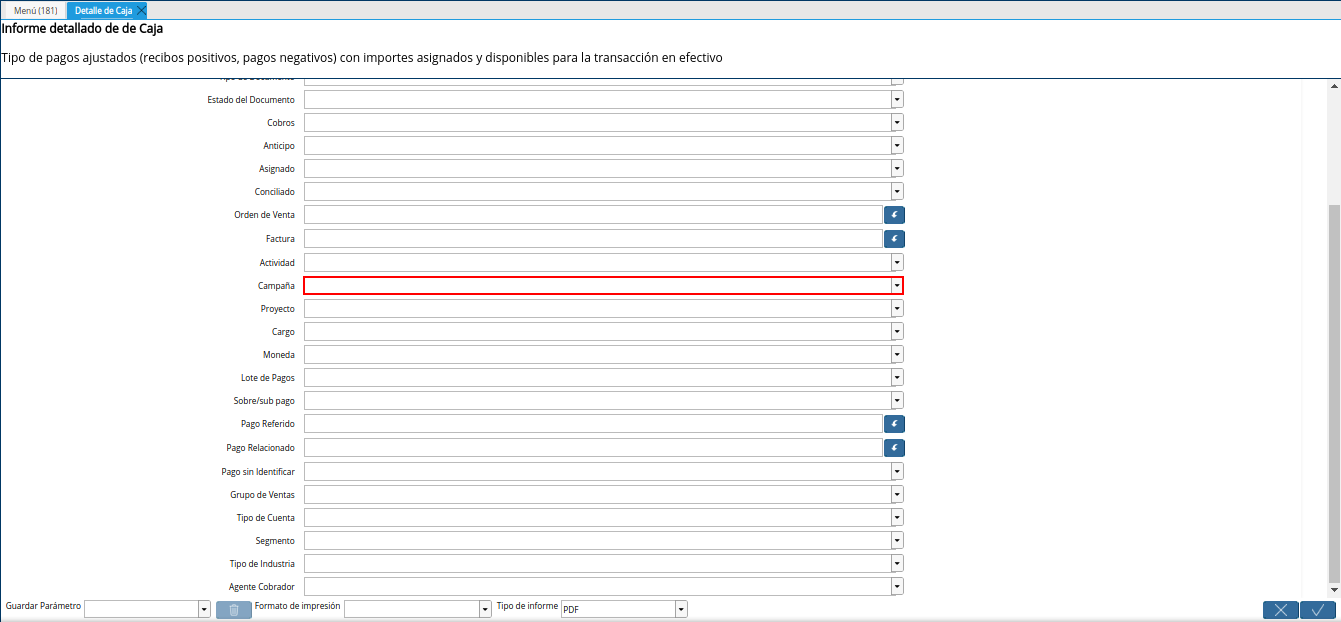 Menú (181)
Detalle de Caja
Informe detallado de de Caja
Tipo de pagos ajustados (recibos positivos, pagos negativos) con importes asignados y disponibles para la transacción en efectivo
Estado del Documento
Cobros
Anticipo
Asignado
Conciliado
Orden de Venta
Factura
Actividad
Campaña
Proyecto
Cargo
Moneda
Lote de Pagos
Sobre/sub pago
Pago Referido
Pago Relacionado
Pago sin Identificar
Grupo de Ventas
Tipo de Cuenta
Segmento
Tipo de Industria
Agente Cobrador
Guardar Parámetro
Formato de impresión
Tipo de informe
PDF